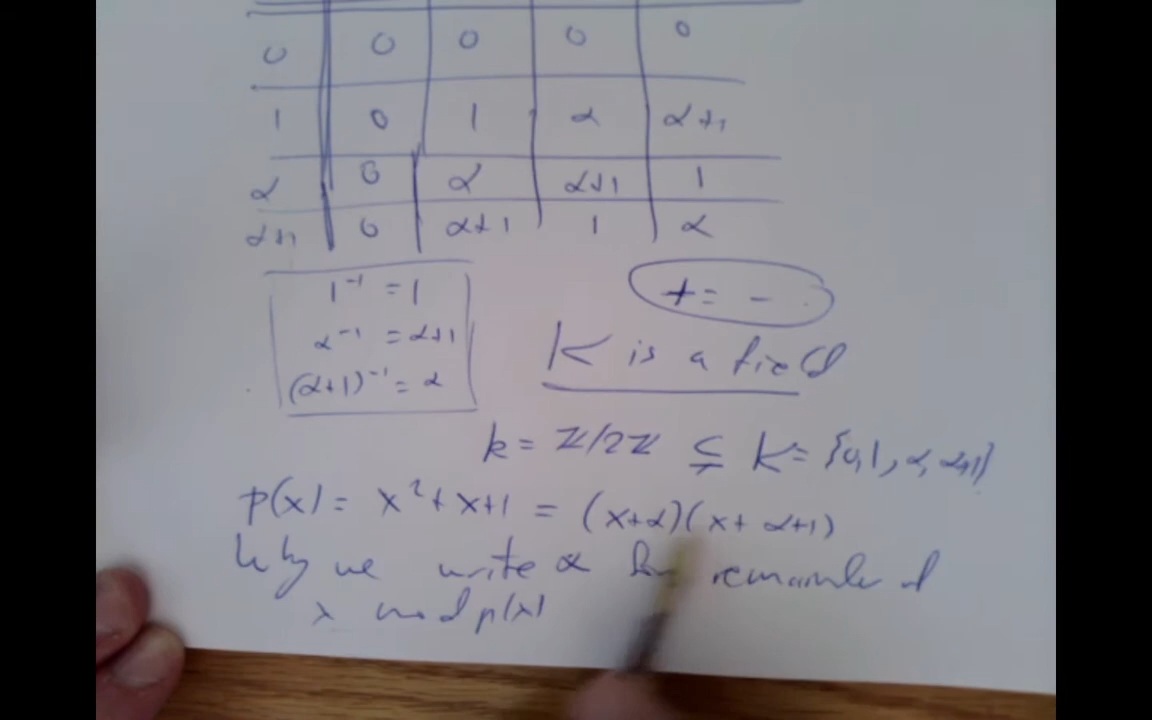 0 0 0 0 0
1 0 1 α α+1
α 0 α α+1 1
α+1 0 α+1 1 α
1⁻¹ = 1
α⁻¹ = α+1
(α+1)⁻¹ = α
+ = -
K is a field
k = ℤ/2ℤ ⊊ K = {0,1, α, α+1}
p(x) = x²+x+1 = (x+α)(x+ α+1)
Why we write α for remainder of
x mod p(x)